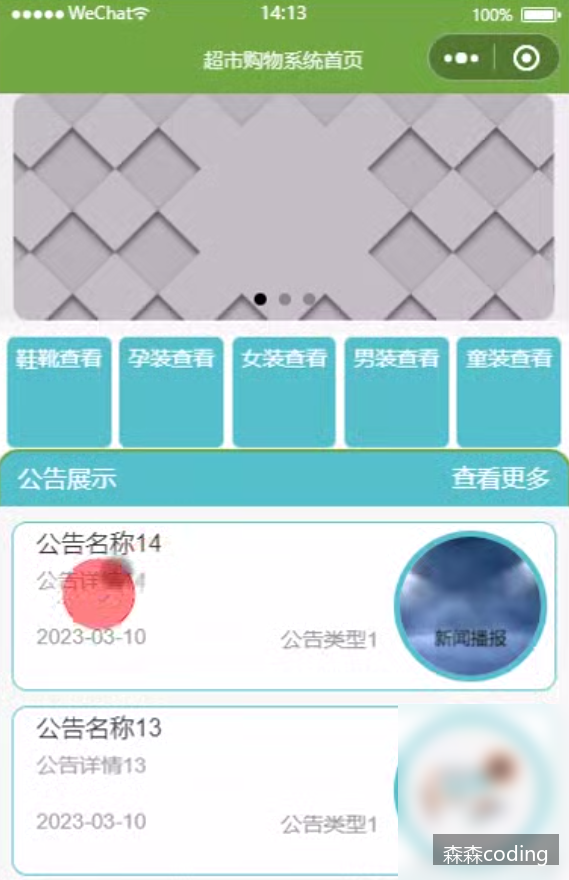 WeChat 14:13 100%
超市购物系统首页
鞋靴查看 孕装查看 女装查看 男装查看 童装查看
公告展示 查看更多
公告名称14
公告详
2023-03-10 公告类型1
新闻播报
公告名称13
公告详情13
2023-03-10 公告类型1
森森coding